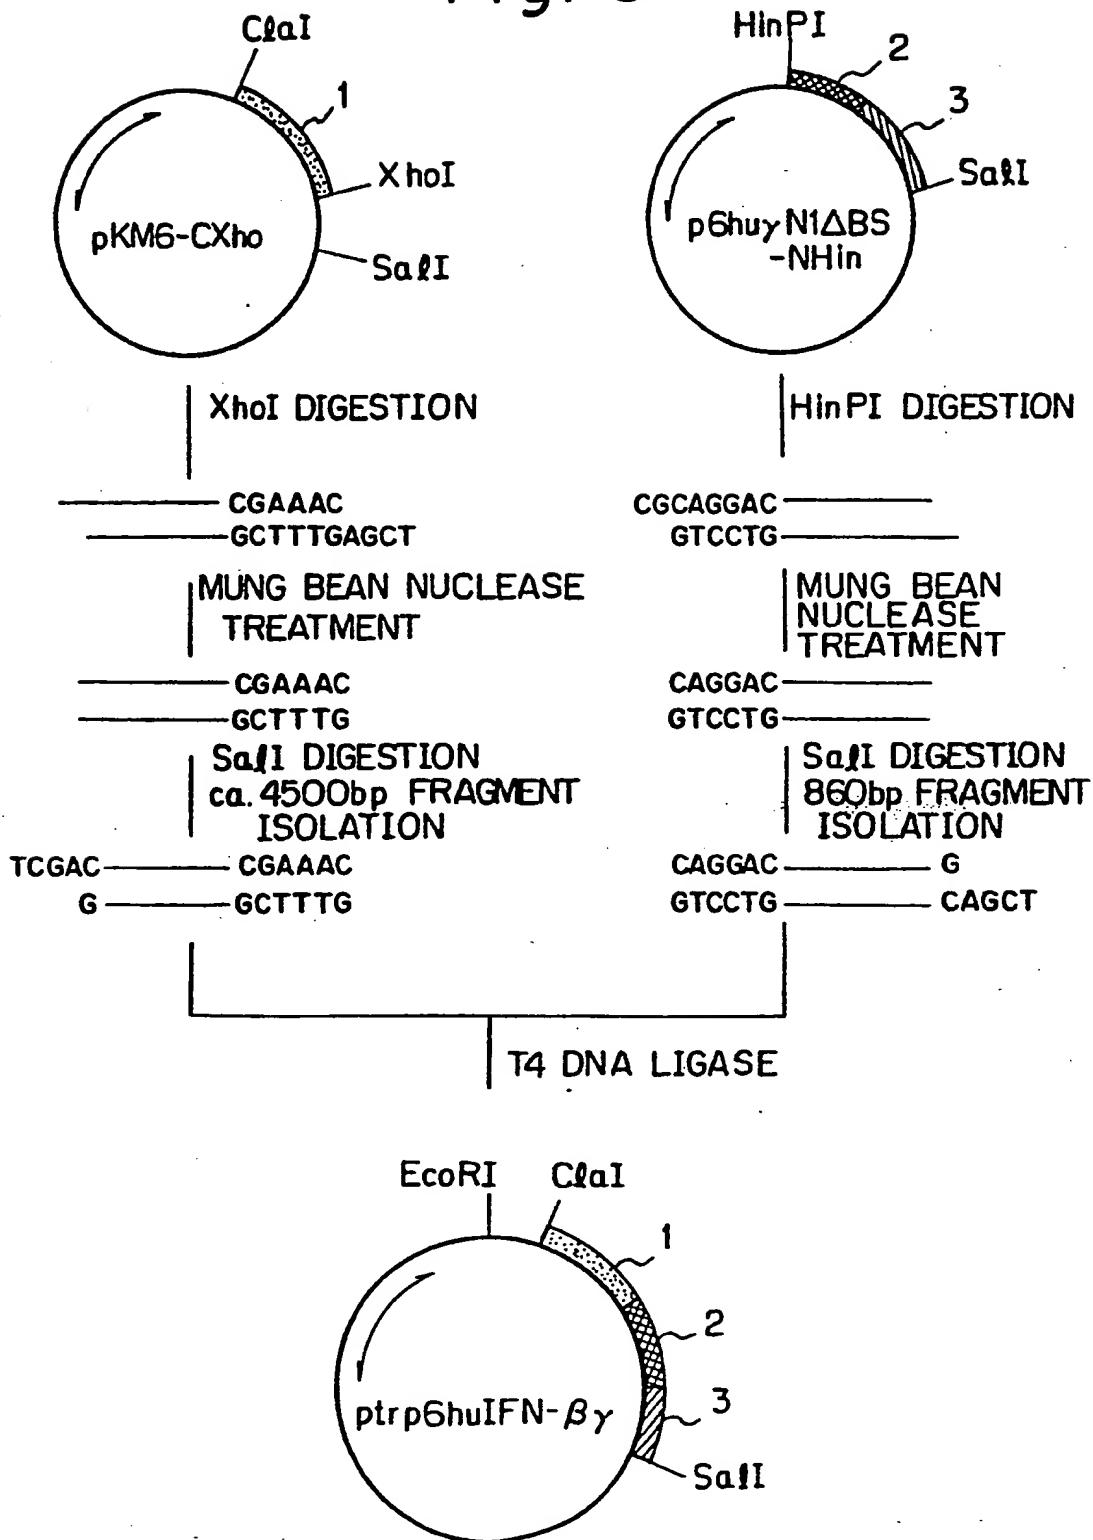 ClaI
1
XhoI
SalI
pKM6-CXho
HinPI
2
3
SalI
p6huγN1ΔBS
-NHin
XhoI DIGESTION
HinPI DIGESTION
CGAAAC
GCTTTGAGCT
CGCAGGAC
GTCCTG
MUNG BEAN NUCLEASE
TREATMENT
MUNG BEAN
NUCLEASE
TREATMENT
CGAAAC
GCTTTG
CAGGAC
GTCCTG
SalI DIGESTION
ca. 4500bp FRAGMENT
ISOLATION
SalI DIGESTION
860bp FRAGMENT
ISOLATION
TCGAC CGAAAC
G GCTTTG
CAGGAC G
GTCCTG CAGCT
T4 DNA LIGASE
EcoRI
ClaI
1
2
3
SalI
ptrp6huIFN-βγ